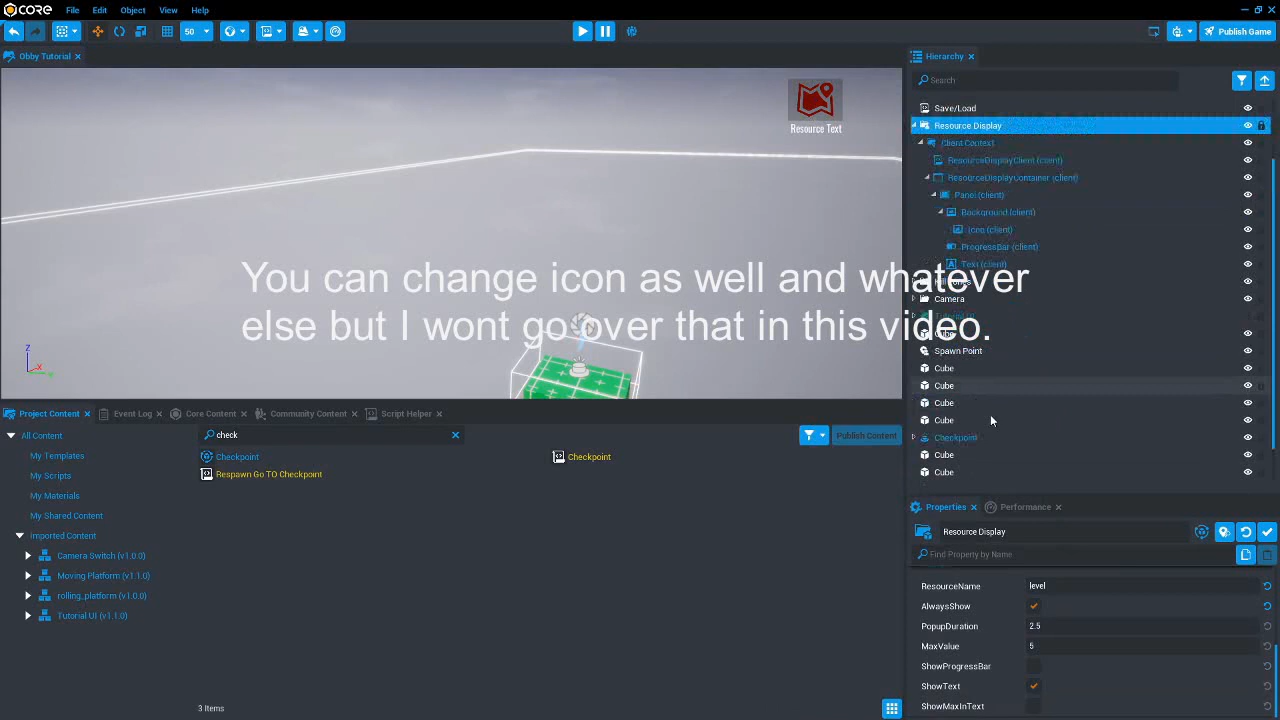 CORE File Edit Object View Help
50 Publish Game
Obby Tutorial
Hierarchy
Search
Resource Text
Save/Load
Resource Display
Client Context
ResourceDisplayClient (client)
ResourceDisplayContainer (client)
Panel (client)
Background (client)
Icon (client)
ProgressBar (client)
Text (client)
You can change icon as well and whatever
else but I wont go over that in this video.
Camera
Spawn Point
Cube
Cube
Cube
Cube
Checkpoint
Cube
Cube
Z
X
Project Content Event Log Core Content Community Content Script Helper
All Content
My Templates
My Scripts
My Materials
My Shared Content
Imported Content
Camera Switch (v1.0.0)
Moving Platform (v1.1.0)
rolling_platform (v1.0.0)
Tutorial UI (v1.1.0)
check
Publish Content
Checkpoint Checkpoint
Respawn Go TO Checkpoint
3 Items
Properties Performance
Resource Display
Find Property by Name
ResourceName level
AlwaysShow
PopupDuration 2.5
MaxValue 5
ShowProgressBar
ShowText
ShowMaxInText